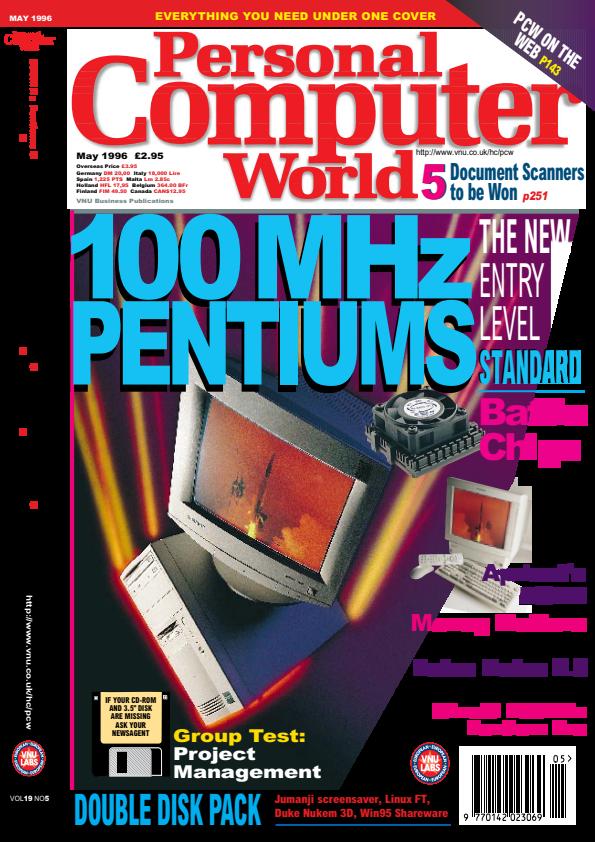 MAY 1996
EVERYTHING YOU NEED UNDER ONE COVER
PCW ON THE
WEB P143
Personal
Computer
World
http://www.vnu.co.uk/hc/pcw
May 1996 £2.95
Overseas Price £3.95
Germany DM 20,00 Italy 18,000 Lire
Spain 1,225 PTS Malta Lm 2.85c
Holland HFL 17,95 Belgium 364.00 BFr
Finland FIM 49.50 Canada CAN$12.95
VNU Business Publications
5 Document Scanners
to be Won p251
100 MHz
PENTIUMS
THE NEW
ENTRY
LEVEL
STANDARD
Chips
http://www.vnu.co.uk/hc/pcw
IF YOUR CD-ROM
AND 3.5" DISK
ARE MISSING
ASK YOUR
NEWSAGENT
Group Test:
Project
Management
VNU
LABS
VNU
LABS
VOL19 NO5
DOUBLE DISK PACK
Jumanji screensaver, Linux FT,
Duke Nukem 3D, Win95 Shareware
05>
9 770142 023069